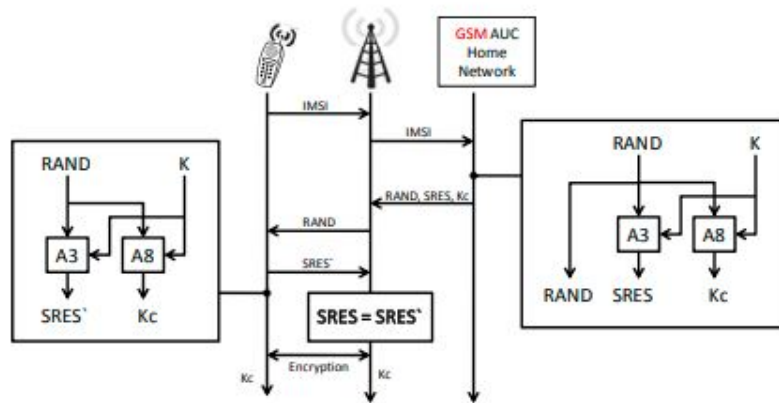 GSM AUC
Home
Network
IMSI
IMSI
RAND K
RAND K
RAND, SRES, Kc
RAND
A3 A8
A3 A8
SRES`
RAND SRES Kc
SRES` Kc
SRES = SRES`
Encryption
Kc Kc